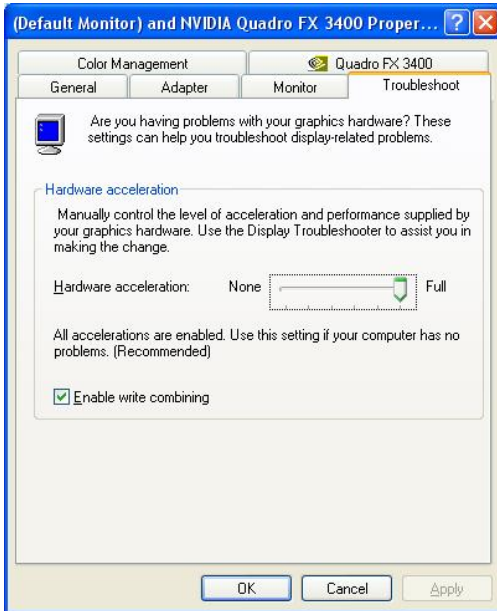 (Default Monitor) and NVIDIA Quadro FX 3400 Proper...
Color Management
Quadro FX 3400
General
Adapter
Monitor
Troubleshoot
Are you having problems with your graphics hardware? These
settings can help you troubleshoot display-related problems.
Hardware acceleration
Manually control the level of acceleration and performance supplied by
your graphics hardware. Use the Display Troubleshooter to assist you in
making the change.
Hardware acceleration:
None
Full
All accelerations are enabled. Use this setting if your computer has no
problems. (Recommended)
Enable write combining
OK
Cancel
Apply